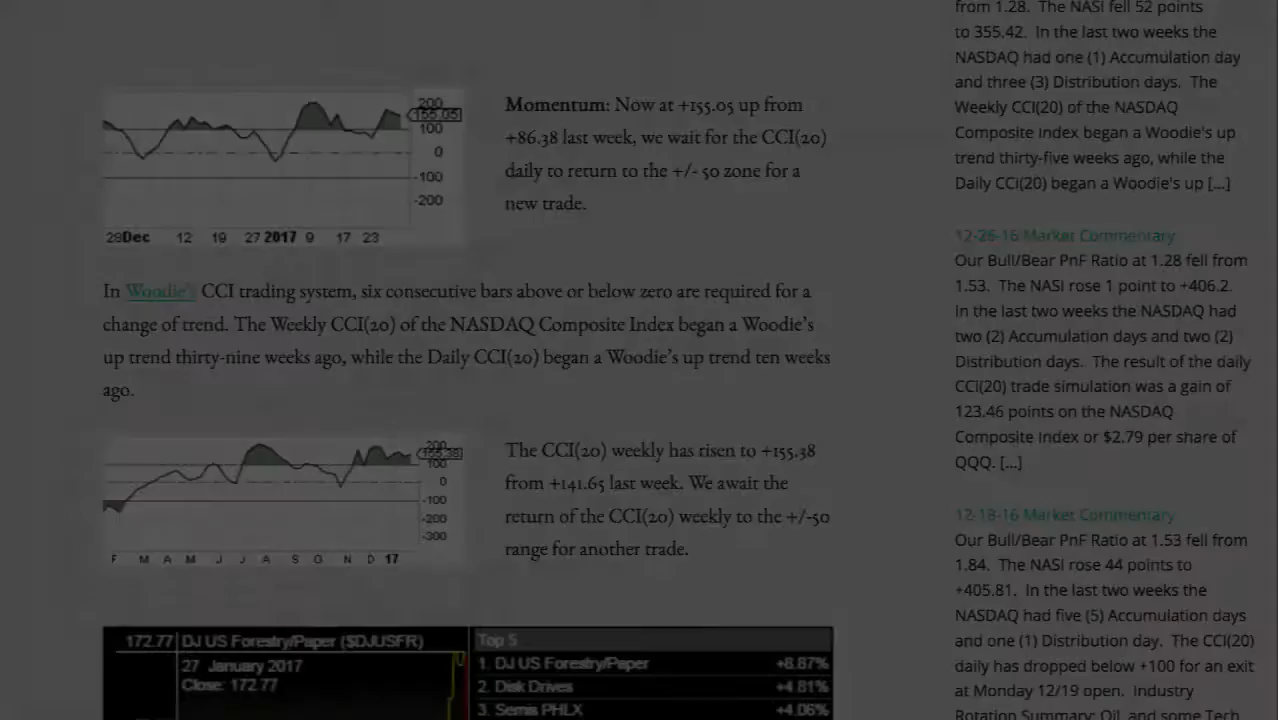 200
155.05
100
0
-100
-200
28Dec 12 19 27 2017 9 17 23
Momentum: Now at +155.05 up from
+86.38 last week, we wait for the CCI(20)
daily to return to the +/- 50 zone for a
new trade.
In Woodie's CCI trading system, six consecutive bars above or below zero are required for a
change of trend. The Weekly CCI(20) of the NASDAQ Composite Index began a Woodie's
up trend thirty-nine weeks ago, while the Daily CCI(20) began a Woodie's up trend ten weeks
ago.
200
155.38
100
0
-100
-200
-300
F M A M J J A S O N D 17
The CCI(20) weekly has risen to +155.38
from +141.65 last week. We await the
return of the CCI(20) weekly to the +/-50
range for another trade.
172.77 DJ US Forestry/Paper ($DJUSFR)
27 January 2017
Close: 172.77
Top 5
1. DJ US Forestry/Paper +8.87%
2. Disk Drives +4.81%
3. Semis PHLX +4.06%
from 1.28. The NASI fell 52 points
to 355.42. In the last two weeks the
NASDAQ had one (1) Accumulation day
and three (3) Distribution days. The
Weekly CCI(20) of the NASDAQ
Composite Index began a Woodie's up
trend thirty-five weeks ago, while the
Daily CCI(20) began a Woodie's up [...]
12-26-16 Market Commentary
Our Bull/Bear PnF Ratio at 1.28 fell from
1.53. The NASI rose 1 point to +406.2.
In the last two weeks the NASDAQ had
two (2) Accumulation days and two (2)
Distribution days. The result of the daily
CCI(20) trade simulation was a gain of
123.46 points on the NASDAQ
Composite Index or $2.79 per share of
QQQ. [...]
12-18-16 Market Commentary
Our Bull/Bear PnF Ratio at 1.53 fell from
1.84. The NASI rose 44 points to
+405.81. In the last two weeks the
NASDAQ had five (5) Accumulation days
and one (1) Distribution day. The CCI(20)
daily has dropped below +100 for an exit
at Monday 12/19 open. Industry
Rotation Summary: Oil, and some Tech